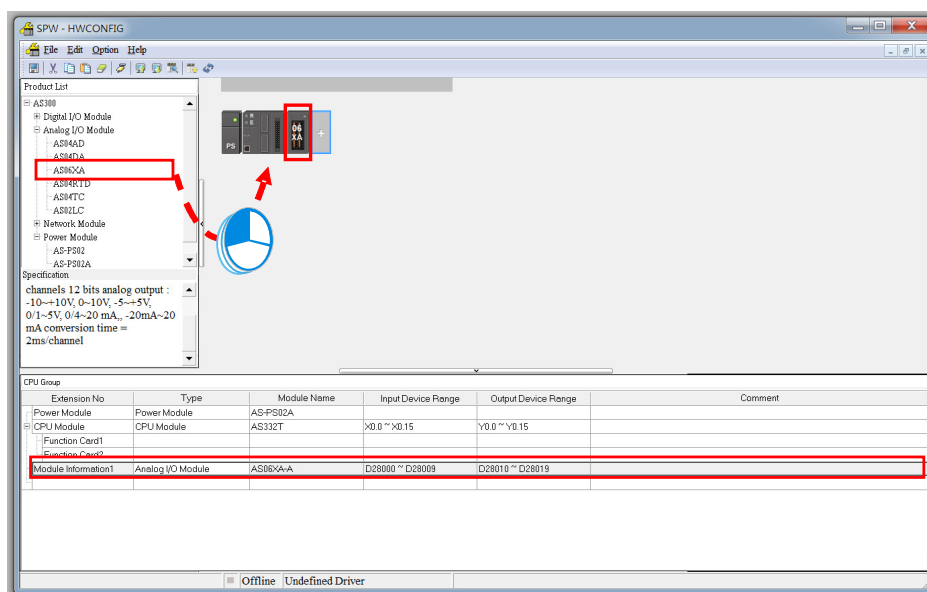 SPW - HWCONFIG
File Edit Option Help
Product List
AS300
Digital I/O Module
Analog I/O Module
AS04AD
AS04DA
AS06XA
AS04RTD
AS04TC
AS02LC
Network Module
Power Module
AS-PS02
AS-PS02A
PS
06
XA
+
Specification
channels 12 bits analog output :
-10~+10V, 0~10V, -5~+5V,
0/1~5V, 0/4~20 mA,, -20mA~20
mA conversion time =
2ms/channel
CPU Group
Extension No Type Module Name Input Device Range Output Device Range Comment
Power Module Power Module AS-PS02A
CPU Module CPU Module AS332T X0.0 ~ X0.15 Y0.0 ~ Y0.15
Function Card1
Function Card2
Module Information1 Analog I/O Module AS06XA-A D28000 ~ D28009 D28010 ~ D28019
Offline Undefined Driver